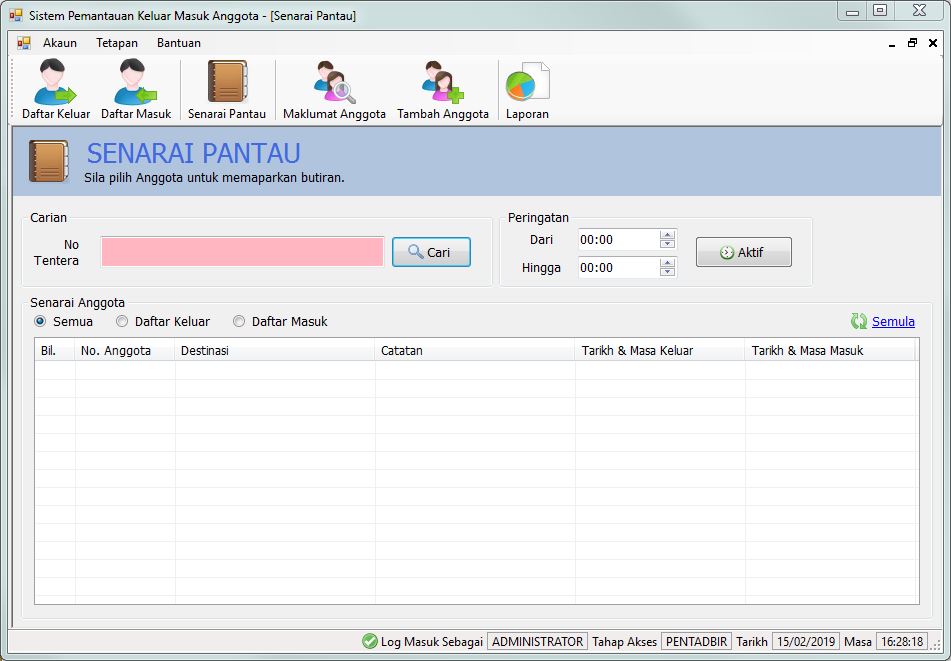 Sistem Pemantauan Keluar Masuk Anggota - [Senarai Pantau]
Akaun Tetapan Bantuan
Daftar Keluar Daftar Masuk Senarai Pantau Maklumat Anggota Tambah Anggota Laporan
SENARAI PANTAU
Sila pilih Anggota untuk memaparkan butiran.
Carian
No
Tentera
Cari
Peringatan
Dari 00:00
Hingga 00:00
Aktif
Senarai Anggota
Semua Daftar Keluar Daftar Masuk Semula
Bil. No. Anggota Destinasi Catatan Tarikh & Masa Keluar Tarikh & Masa Masuk
Log Masuk Sebagai ADMINISTRATOR Tahap Akses PENTADBIR Tarikh 15/02/2019 Masa 16:28:18